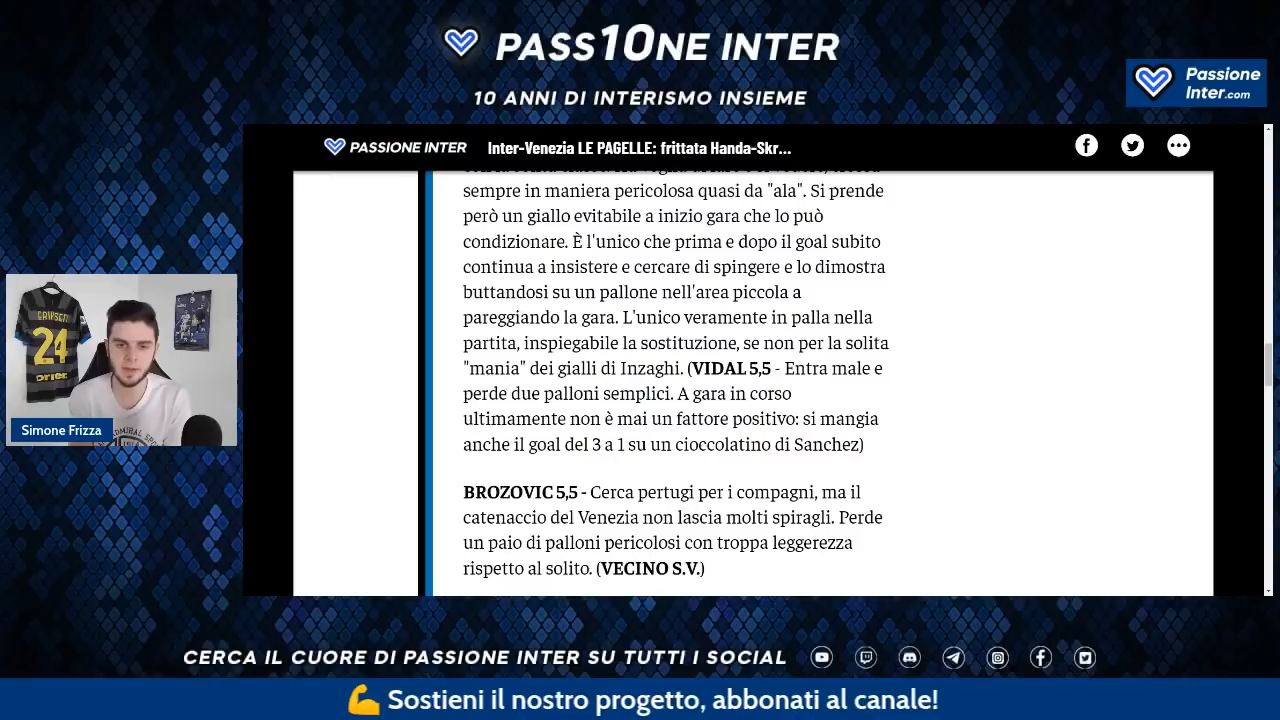 PASS10NE INTER
10 ANNI DI INTERISMO INSIEME
Passione
Inter.com
PASSIONE INTER
Inter-Venezia LE PAGELLE: frittata Handa-Skr...
sempre in maniera pericolosa quasi da "ala". Si prende
però un giallo evitabile a inizio gara che lo può
condizionare. È l'unico che prima e dopo il goal subito
continua a insistere e cercare di spingere e lo dimostra
buttandosi su un pallone nell'area piccola a
pareggiando la gara. L'unico veramente in palla nella
partita, inspiegabile la sostituzione, se non per la solita
"mania" dei gialli di Inzaghi. (VIDAL 5,5 - Entra male e
perde due palloni semplici. A gara in corso
ultimamente non è mai un fattore positivo: si mangia
anche il goal del 3 a 1 su un cioccolatino di Sanchez)
BROZOVIC 5,5 - Cerca pertugi per i compagni, ma il
catenaccio del Venezia non lascia molti spiragli. Perde
un paio di palloni pericolosi con troppa leggerezza
rispetto al solito. (VECINO S.V.)
ERIKSEN
24
Driver
Simone Frizza
CERCA IL CUORE DI PASSIONE INTER SU TUTTI I SOCIAL
💪 Sostieni il nostro progetto, abbonati al canale!